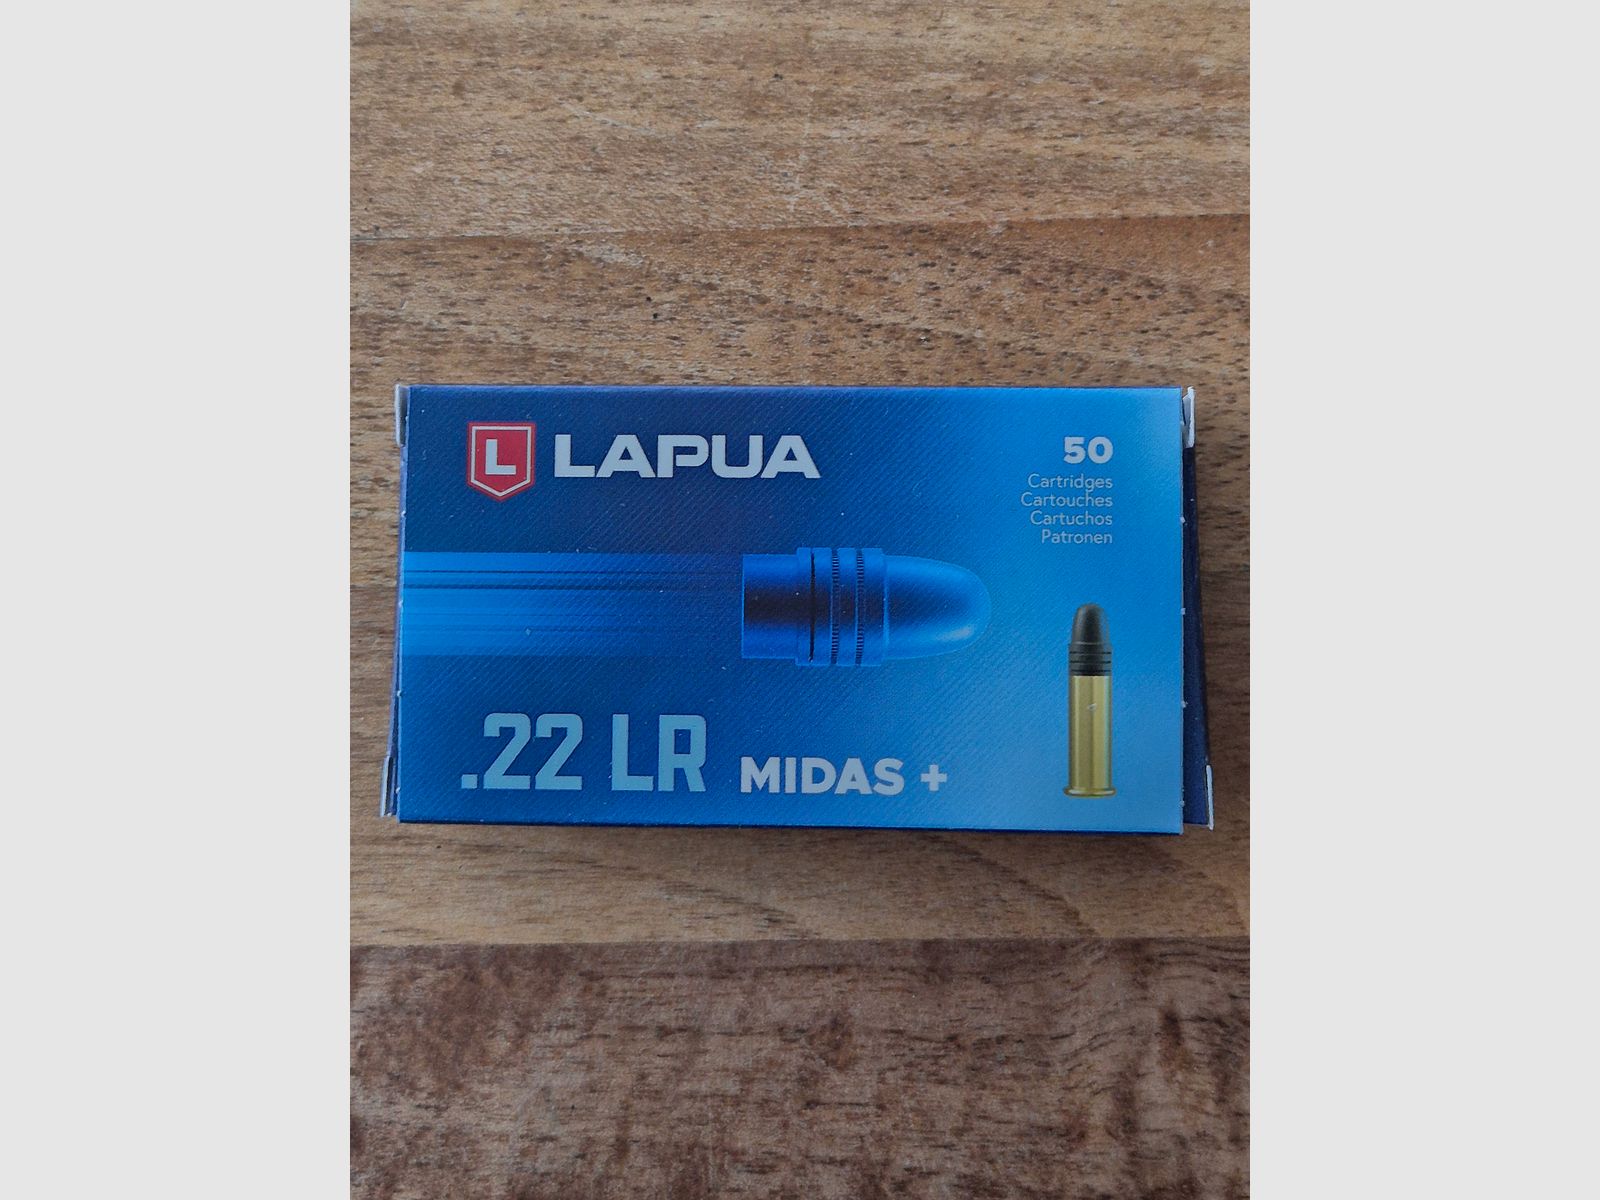 L LAPUA
50
Cartridges
Cartouches
Cartuchos
Patronen
.22 LR MIDAS +